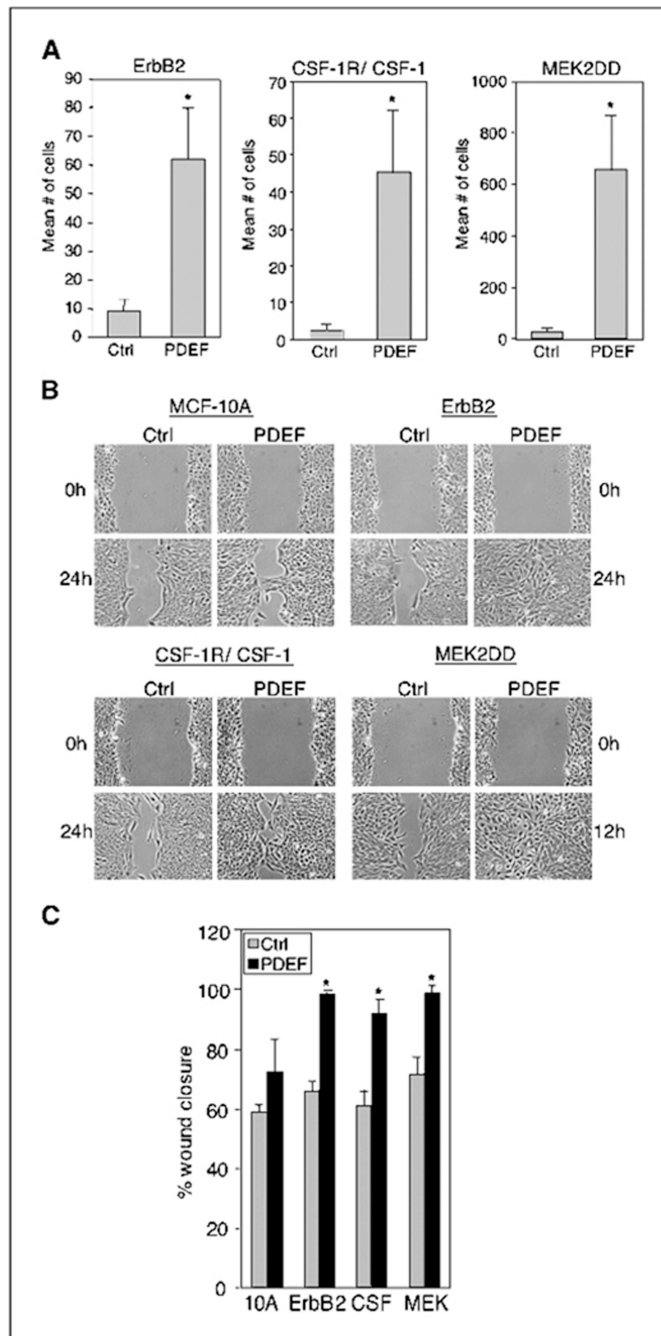 A
ErbB2
CSF-1R/ CSF-1
MEK2DD
Mean # of cells
90
80
70
60
50
40
30
20
10
0
*
Ctrl
PDEF
Mean # of cells
70
60
50
40
30
20
10
0
*
Ctrl
PDEF
Mean # of cells
1000
800
600
400
200
0
*
Ctrl
PDEF
B
MCF-10A
ErbB2
Ctrl
PDEF
Ctrl
PDEF
0h
0h
24h
24h
CSF-1R/ CSF-1
MEK2DD
Ctrl
PDEF
Ctrl
PDEF
0h
0h
24h
12h
C
% wound closure
120
100
80
60
40
20
0
Ctrl
PDEF
*
*
*
10A
ErbB2
CSF
MEK